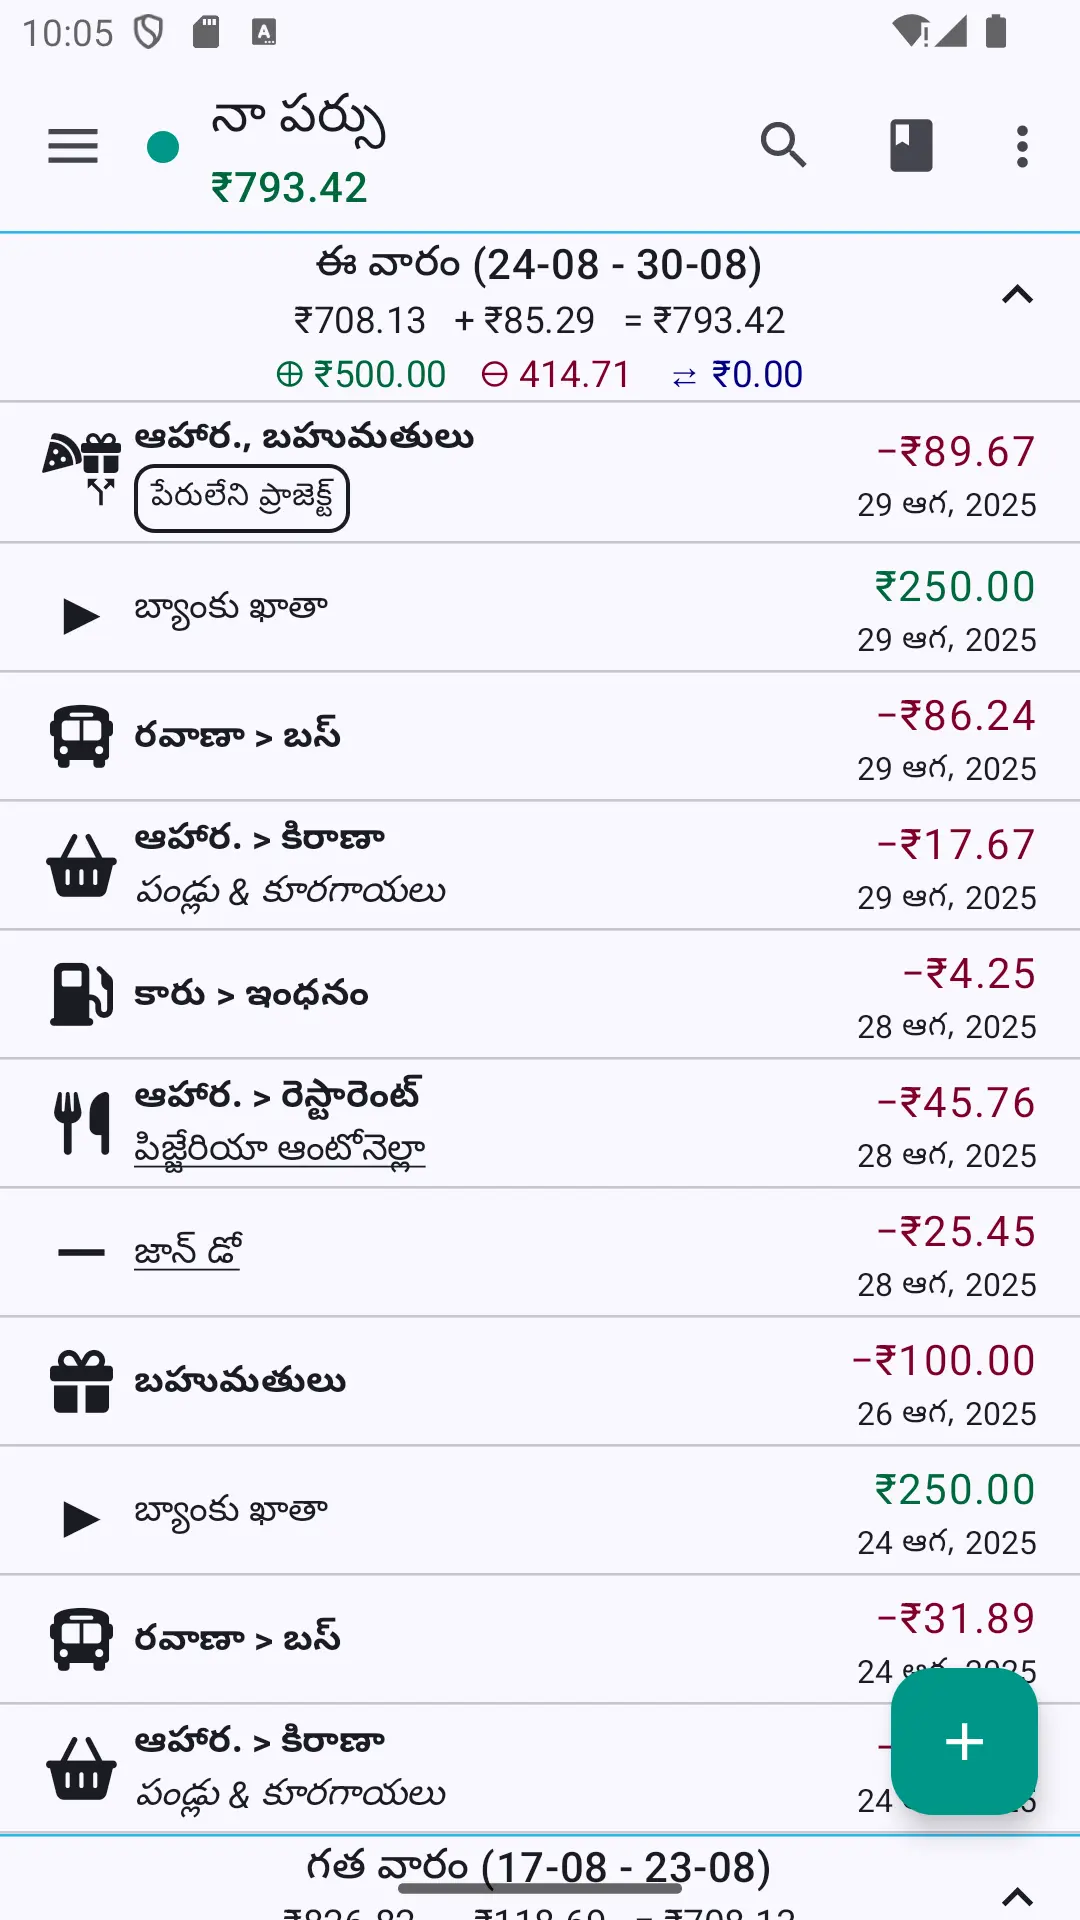 10:05
నా పర్సు
₹793.42
ఈ వారం (24-08 - 30-08)
₹708.13 + ₹85.29 = ₹793.42
⊕ ₹500.00 ⊖ 414.71 ⇄ ₹0.00
ఆహార., బహుమతులు
−₹89.67
పేరులేని ప్రాజెక్ట్
29 ఆగ, 2025
బ్యాంకు ఖాతా
₹250.00
29 ఆగ, 2025
రవాణా > బస్
−₹86.24
29 ఆగ, 2025
ఆహార. > కిరాణా
−₹17.67
పండ్లు & కూరగాయలు
29 ఆగ, 2025
కారు > ఇంధనం
−₹4.25
28 ఆగ, 2025
ఆహార. > రెస్టారెంట్
−₹45.76
పిజ్జేరియా ఆంటోనెల్లా
28 ఆగ, 2025
జాన్ డో
−₹25.45
28 ఆగ, 2025
బహుమతులు
−₹100.00
26 ఆగ, 2025
బ్యాంకు ఖాతా
₹250.00
24 ఆగ, 2025
రవాణా > బస్
−₹31.89
24 ఆగ, 2025
ఆహార. > కిరాణా
పండ్లు & కూరగాయలు
24
గత వారం (17-08 - 23-08)